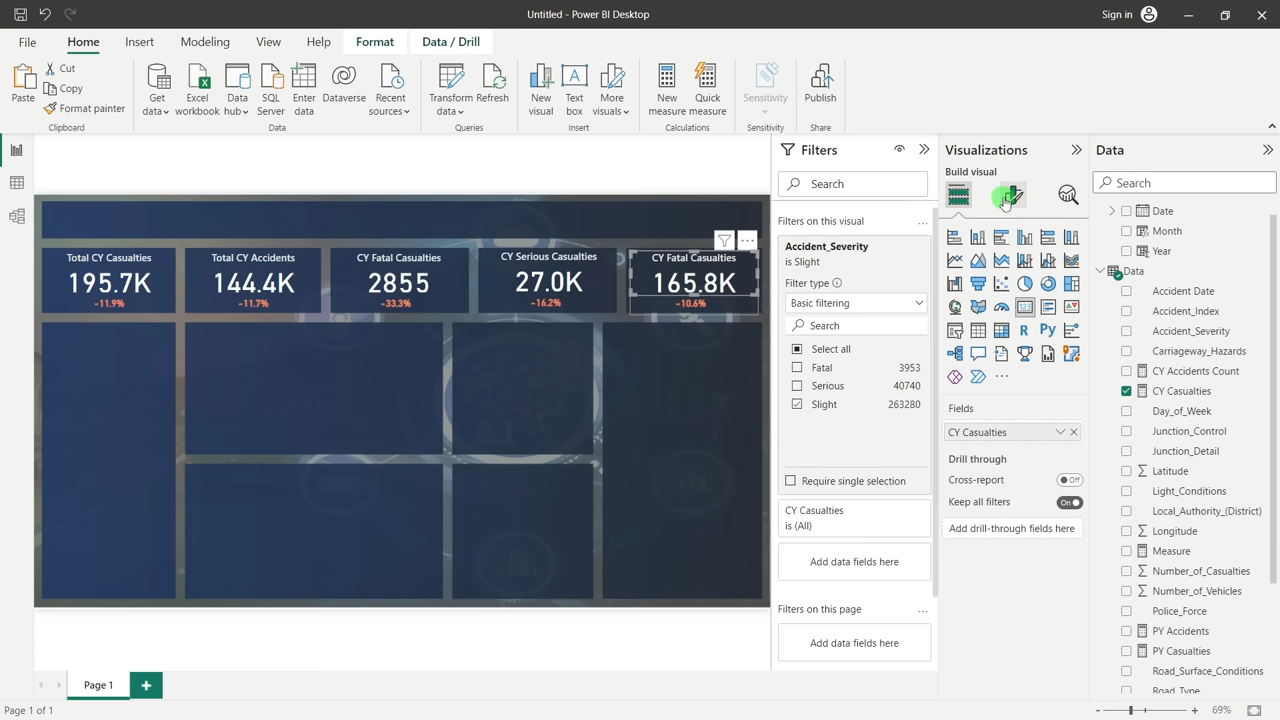 Untitled - Power BI Desktop
Sign in
File
Home
Insert
Modeling
View
Help
Format
Data / Drill
Paste
Cut
Copy
Format painter
Clipboard
Get data
Excel workbook
Data hub
SQL Server
Enter data
Dataverse
Recent sources
Data
Transform data
Refresh
Queries
New visual
Text box
More visuals
Insert
New measure
Quick measure
Calculations
Sensitivity
Sensitivity
Publish
Share
Total CY Casualties
195.7K
-11.9%
Total CY Accidents
144.4K
-11.7%
CY Fatal Casualties
2855
-33.3%
CY Serious Casualties
27.0K
-16.2%
CY Fatal Casualties
165.8K
-10.6%
Filters
Search
Filters on this visual
...
Accident_Severity
is Slight
Filter type
Basic filtering
Search
Select all
Fatal 3953
Serious 40740
Slight 263280
Require single selection
CY Casualties
is (All)
Add data fields here
Filters on this page
...
Add data fields here
Visualizations
Build visual
R
Py
...
Fields
CY Casualties
Drill through
Cross-report Off
Keep all filters On
Add drill-through fields here
Data
Search
Date
Month
Year
Data
Accident Date
Accident_Index
Accident_Severity
Carriageway_Hazards
CY Accidents Count
CY Casualties
Day_of_Week
Junction_Control
Junction_Detail
Latitude
Light_Conditions
Local_Authority_(District)
Longitude
Measure
Number_of_Casualties
Number_of_Vehicles
Police_Force
PY Accidents
PY Casualties
Road_Surface_Conditions
Road_Type
Page 1
Page 1 of 1
- + 69%